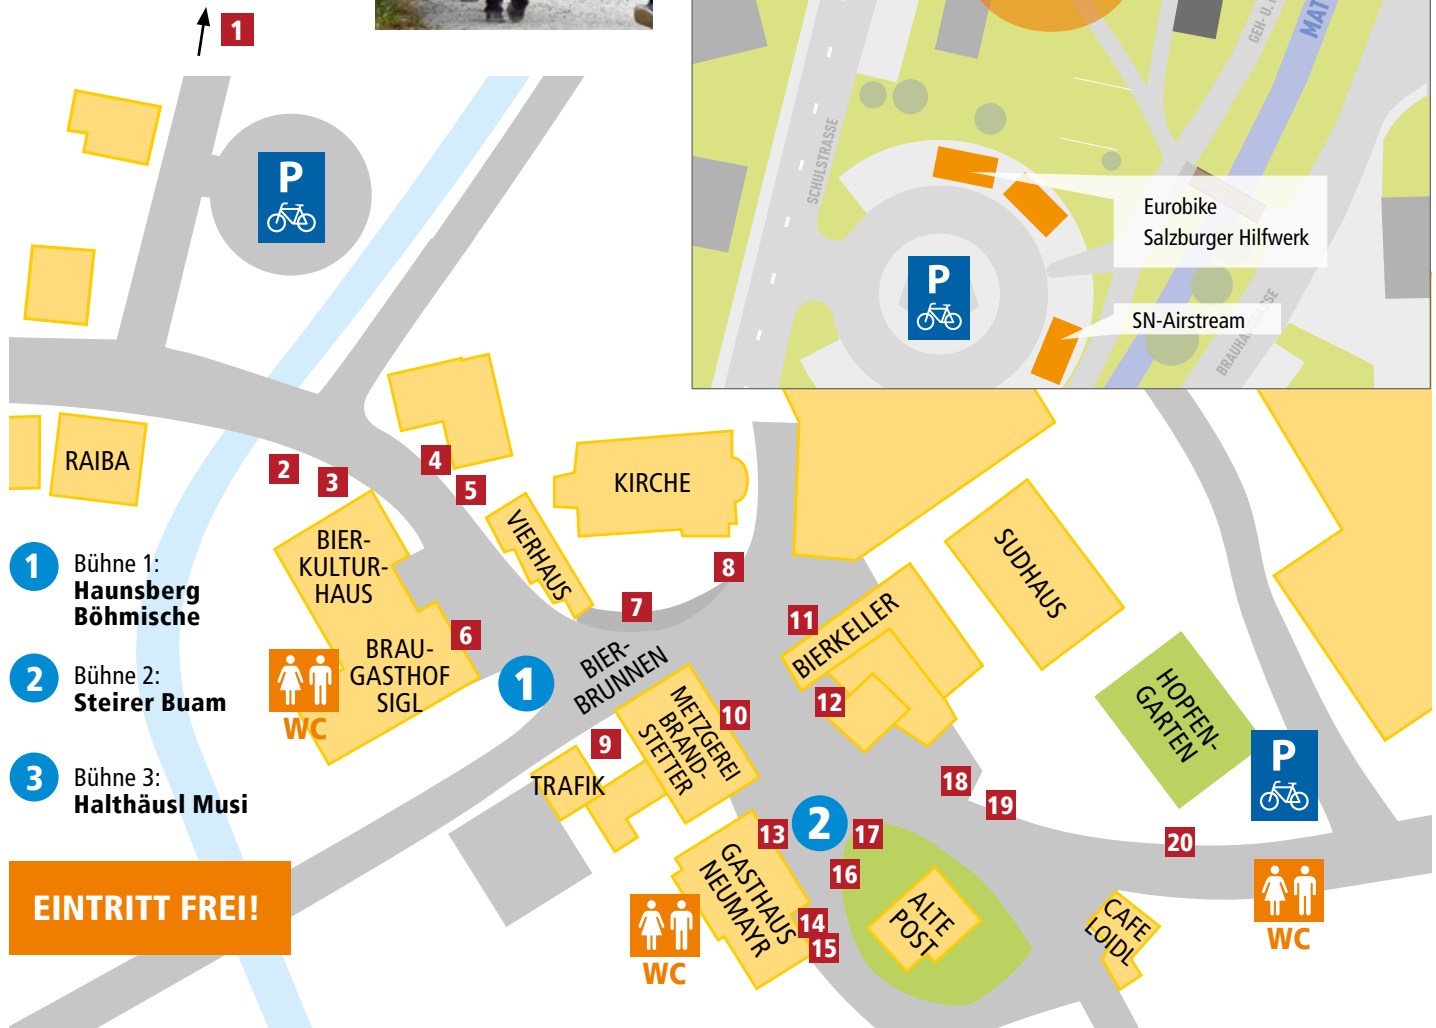 1
SCHULSTRASSE
GEH- U.
MAT
P
Eurobike
Salzburger Hilfwerk
P
SN-Airstream
BRAUHAUSGASSE
RAIBA
2
3
4
5
KIRCHE
VIERHAUS
SUDHAUS
1
Bühne 1:
Haunsberg
Böhmische
BIER-
KULTUR-
HAUS
8
7
11
BIERKELLER
6
BRAU-
GASTHOF
SIGL
BIER-
BRUNNEN
2
Bühne 2:
Steirer Buam
WC
1
METZGEREI
BRAND-
STETTER
10
12
HOPFEN-
GARTEN
9
P
3
Bühne 3:
Halthäusl Musi
TRAFIK
18
19
13
2
17
20
16
GASTHAUS
NEUMAYR
EINTRITT FREI!
14
15
ALTE
POST
CAFE
LOIDL
WC
WC